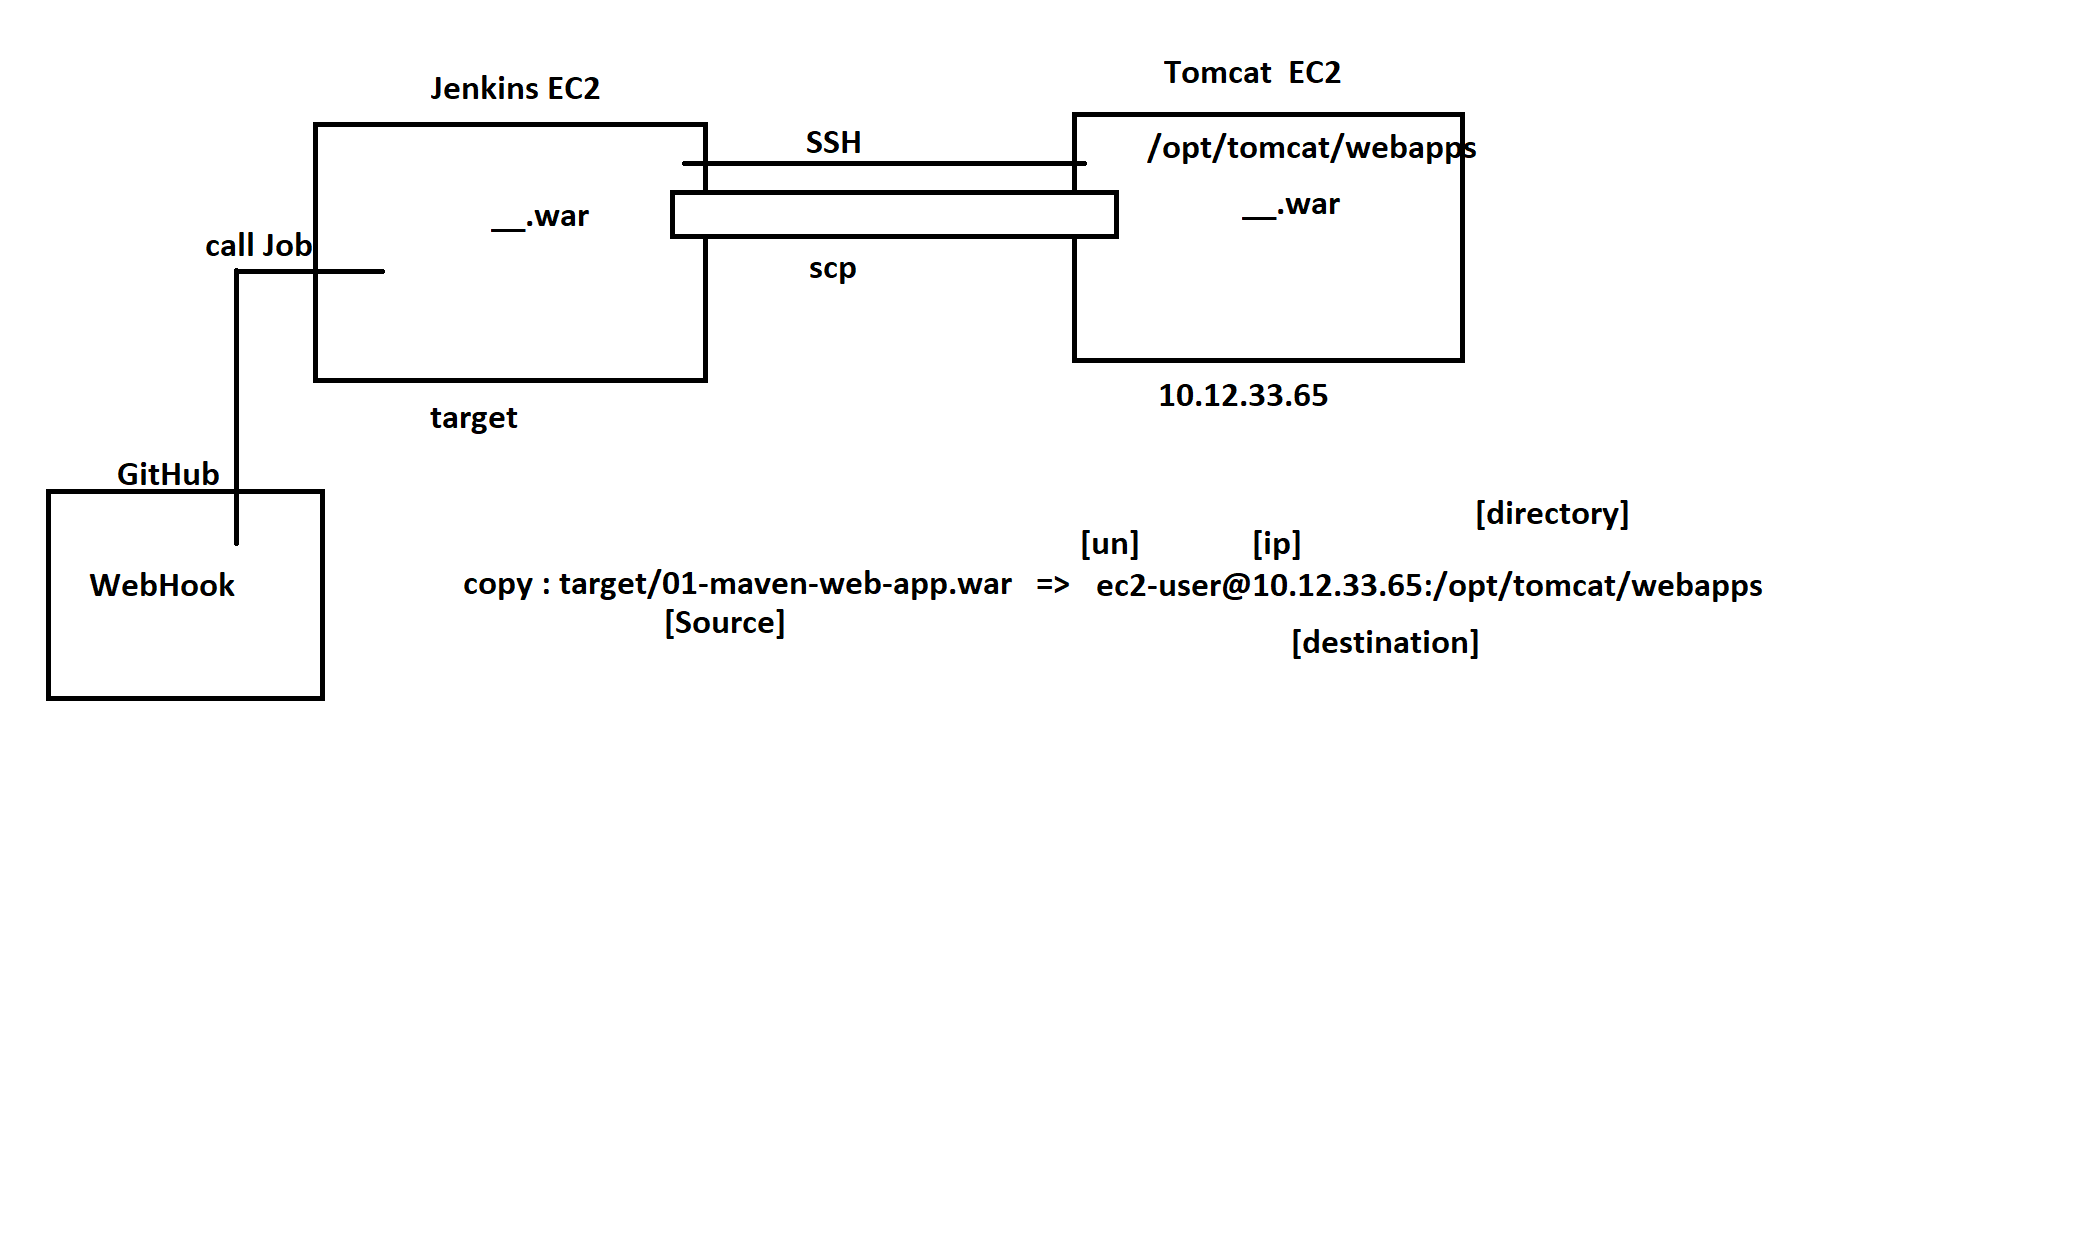 Jenkins EC2
Tomcat EC2
SSH
/opt/tomcat/webapps
__.war
__.war
call Job
scp
target
10.12.33.65
GitHub
WebHook
[directory]
[un] [ip]
copy : target/01-maven-web-app.war => ec2-user@10.12.33.65:/opt/tomcat/webapps
[Source]
[destination]